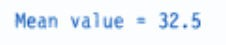 Mean value = 32.5